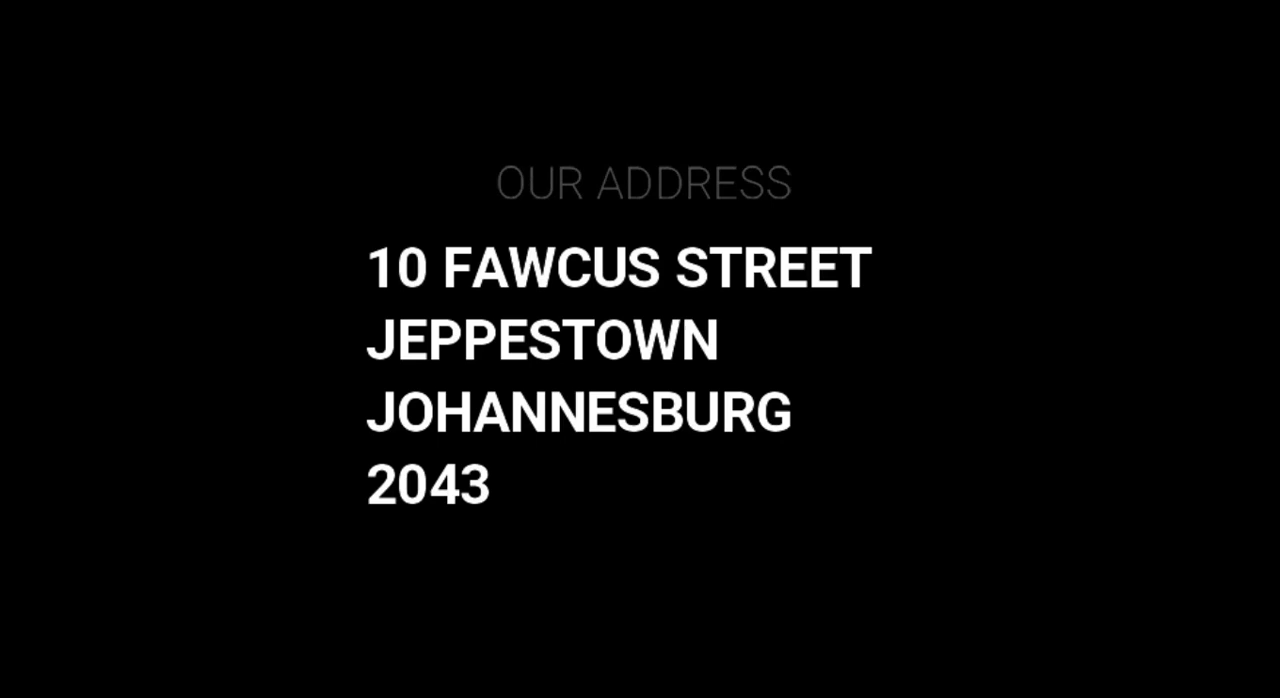 OUR ADDRESS
10 FAWCUS STREET
JEPPESTOWN
JOHANNESBURG
2043